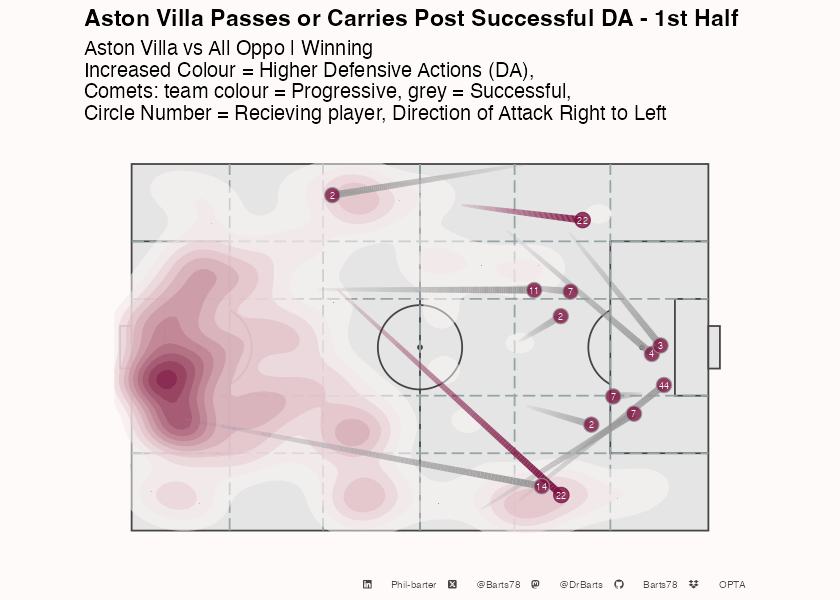 Aston Villa Passes or Carries Post Successful DA - 1st Half
Aston Villa vs All Oppo | Winning
Increased Colour = Higher Defensive Actions (DA),
Comets: team colour = Progressive, grey = Successful,
Circle Number = Recieving player, Direction of Attack Right to Left
2
22
11
7
2
3
4
44
7
7
2
14
22
Phil-barter @Barts78 @DrBarts Barts78 OPTA